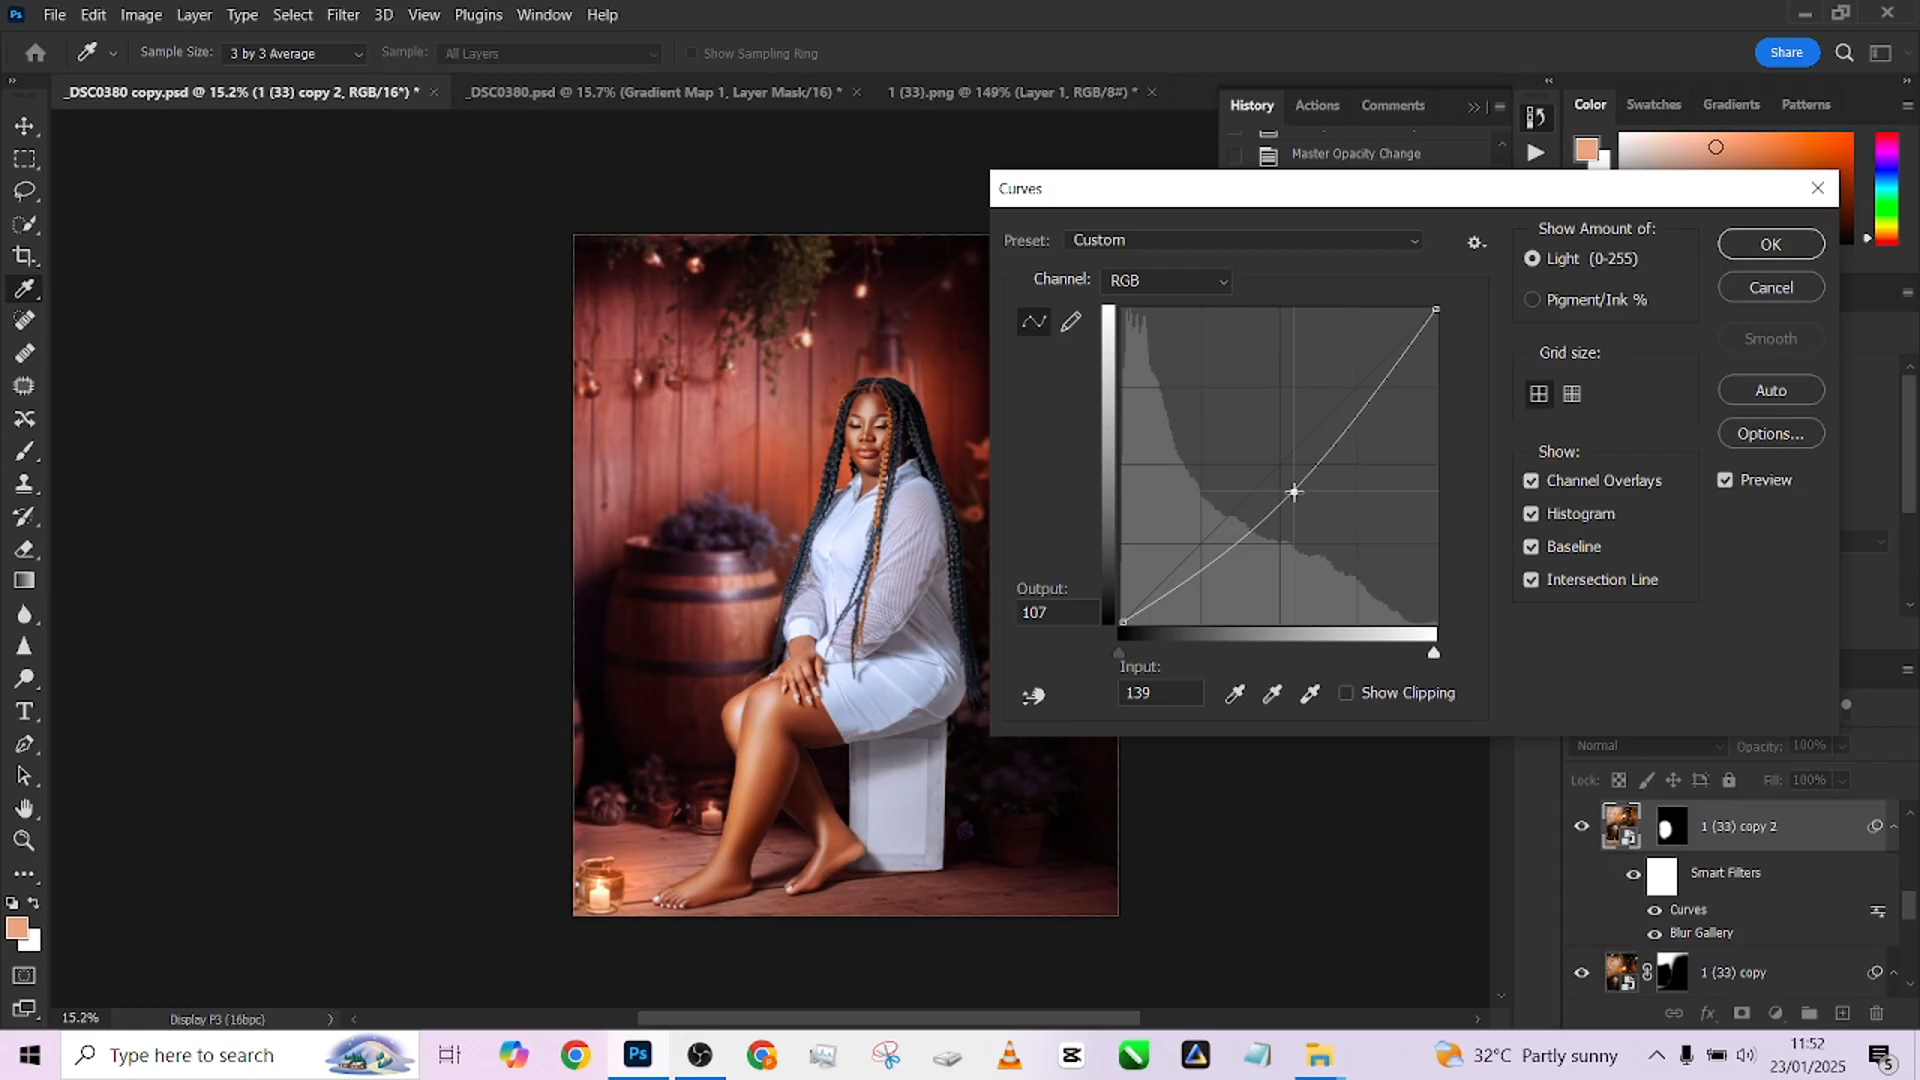 Ps File Edit Image Layer Type Select Filter 3D View Plugins Window Help
Sample Size: 3 by 3 Average Sample: All Layers Show Sampling Ring Share
_DSC0380 copy.psd @ 15.2% (1 (33) copy 2, RGB/16*) * _DSC0380.psd @ 15.7% (Gradient Map 1, Layer Mask/16) * 1 (33).png @ 149% (Layer 1, RGB/8#) *
History Actions Comments
Color Swatches Gradients Patterns
Master Opacity Change
Curves
Preset: Custom
Channel: RGB
Output:
107
Input:
139
Show Clipping
Show Amount of:
Light (0-255)
Pigment/Ink %
Grid size:
Show:
Channel Overlays
Histogram
Baseline
Intersection Line
OK
Cancel
Smooth
Auto
Options...
Preview
Normal Opacity: 100%
Lock: Fill: 100%
1 (33) copy 2
Smart Filters
Curves
Blur Gallery
1 (33) copy
fx
15.2% Display P3 (16bpc)
Type here to search
Ps
32°C Partly sunny
11:52
23/01/2025
5